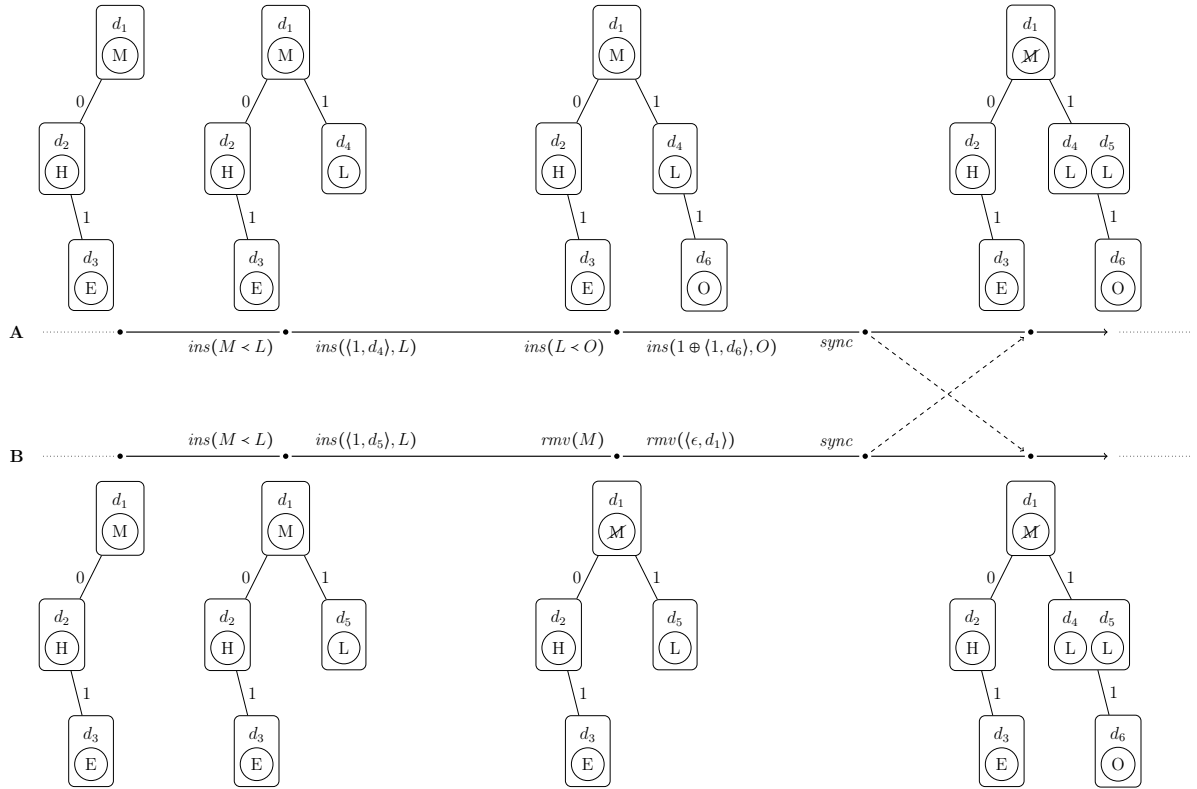 d₁ d₁ d₁ d₁
M M M M
0 0 1 0 1 0 1
d₂ d₂ d₄ d₂ d₄ d₂ d₄ d₅
H H L H L H L L
1 1 1 1 1 1
d₃ d₃ d₃ d₆ d₃ d₆
E E E O E O
A
ins(M < L) ins(⟨1, d₄⟩, L) ins(L < O) ins(1 ⊕ ⟨1, d₆⟩, O) sync
ins(M < L) ins(⟨1, d₅⟩, L) rmv(M) rmv(⟨ϵ, d₁⟩) sync
B
d₁ d₁ d₁ d₁
M M M M
0 0 1 0 1 0 1
d₂ d₂ d₅ d₂ d₅ d₂ d₄ d₅
H H L H L H L L
1 1 1 1 1
d₃ d₃ d₃ d₃ d₆
E E E E O